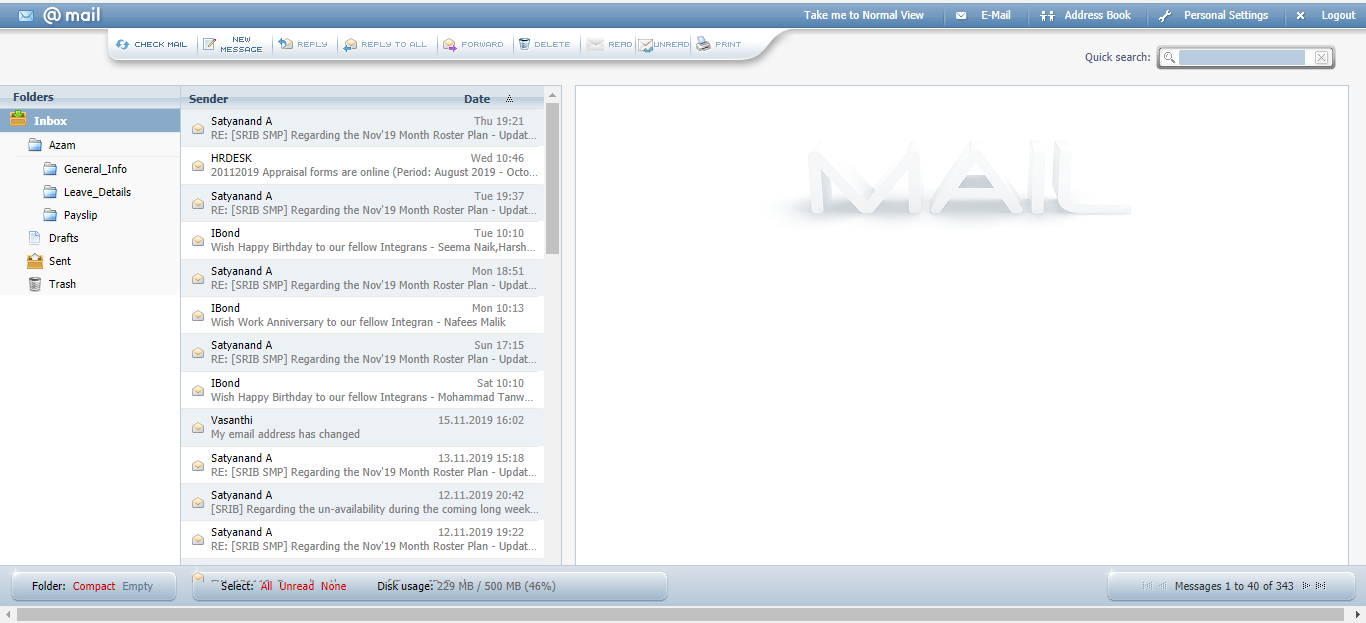 @mail
Take me to Normal View
E-Mail
Address Book
Personal Settings
Logout
CHECK MAIL
NEW
MESSAGE
REPLY
REPLY TO ALL
FORWARD
DELETE
READ
UNREAD
PRINT
Quick search:
Folders
Inbox
Azam
General_Info
Leave_Details
Payslip
Drafts
Sent
Trash
Sender Date
Satyanand A Thu 19:21
RE: [SRIB SMP] Regarding the Nov'19 Month Roster Plan - Updat...
HRDESK Wed 10:46
20112019 Appraisal forms are online (Period: August 2019 - Octo...
Satyanand A Tue 19:37
RE: [SRIB SMP] Regarding the Nov'19 Month Roster Plan - Updat...
IBond Tue 10:10
Wish Happy Birthday to our fellow Integrans - Seema Naik,Harsh...
Satyanand A Mon 18:51
RE: [SRIB SMP] Regarding the Nov'19 Month Roster Plan - Updat...
IBond Mon 10:13
Wish Work Anniversary to our fellow Integran - Nafees Malik
Satyanand A Sun 17:15
RE: [SRIB SMP] Regarding the Nov'19 Month Roster Plan - Updat...
IBond Sat 10:10
Wish Happy Birthday to our fellow Integrans - Mohammad Tanw...
Vasanthi 15.11.2019 16:02
My email address has changed
Satyanand A 13.11.2019 15:18
RE: [SRIB SMP] Regarding the Nov'19 Month Roster Plan - Updat...
Satyanand A 12.11.2019 20:42
[SRIB] Regarding the un-availability during the coming long week...
Satyanand A 12.11.2019 19:22
RE: [SRIB SMP] Regarding the Nov'19 Month Roster Plan - Updat...
MAIL
Folder: Compact Empty
Select: All Unread None
Disk usage: 229 MB / 500 MB (46%)
Messages 1 to 40 of 343